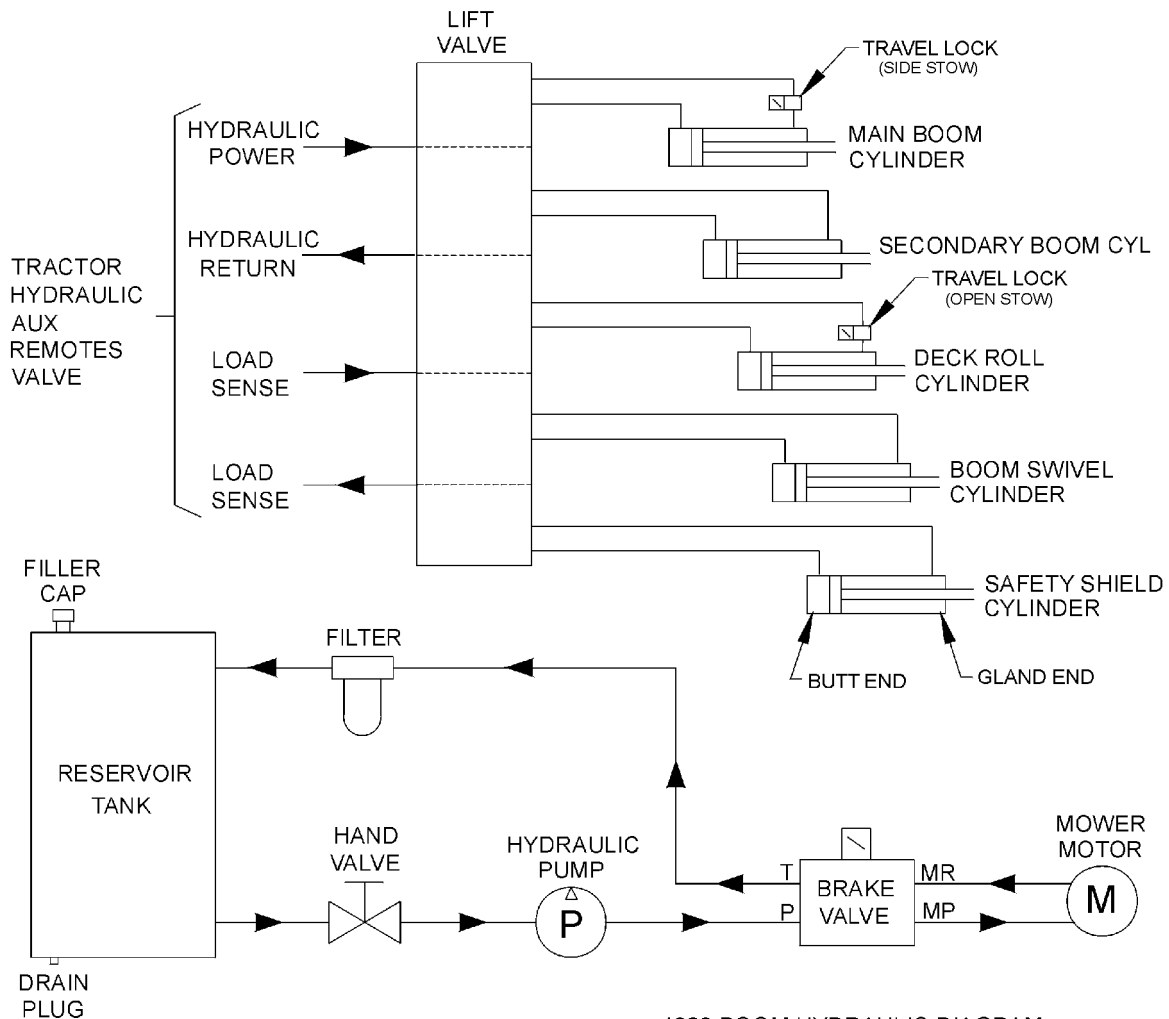 LIFT
VALVE
TRAVEL LOCK
(SIDE STOW)
HYDRAULIC
POWER
MAIN BOOM
CYLINDER
HYDRAULIC
RETURN
SECONDARY BOOM CYL
TRACTOR
HYDRAULIC
AUX
REMOTES
VALVE
TRAVEL LOCK
(OPEN STOW)
LOAD
SENSE
DECK ROLL
CYLINDER
LOAD
SENSE
BOOM SWIVEL
CYLINDER
FILLER
CAP
SAFETY SHIELD
CYLINDER
FILTER
BUTT END
GLAND END
RESERVOIR
TANK
HAND
VALVE
HYDRAULIC
PUMP
P
T
P
BRAKE
VALVE
MR
MP
MOWER
MOTOR
M
DRAIN
PLUG
BOOM HYDRAULIC DIAGRAM